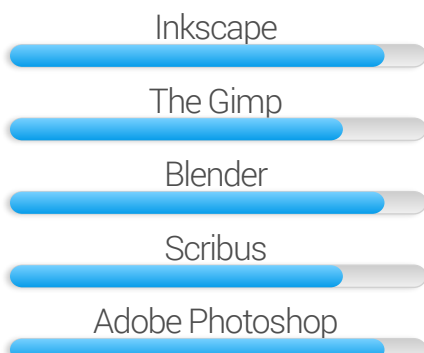 Inkscape
The Gimp
Blender
Scribus
Adobe Photoshop